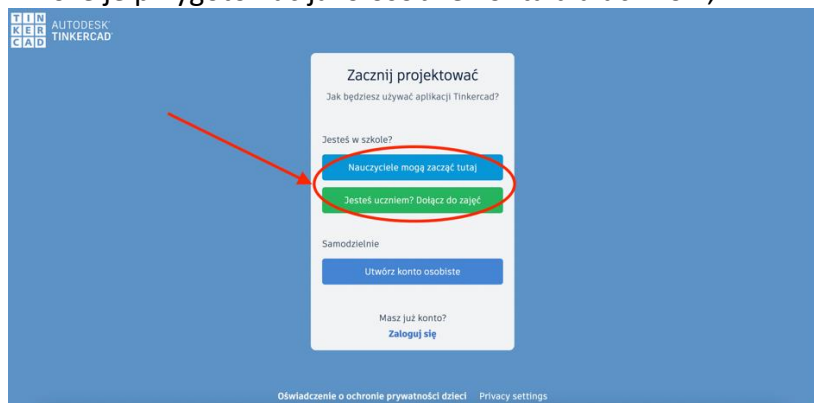 AUTODESK
TINKERCAD
TIN
KER
CAD
Zacznij projektować
Jak będziesz używać aplikacji Tinkercad?
Jesteś w szkole?
Nauczyciele mogą zacząć tutaj
Jesteś uczniem? Dołącz do zajęć
Samodzielnie
Utwórz konto osobiste
Masz już konto?
Zaloguj się
Oświadczenie o ochronie prywatności dzieci Privacy settings